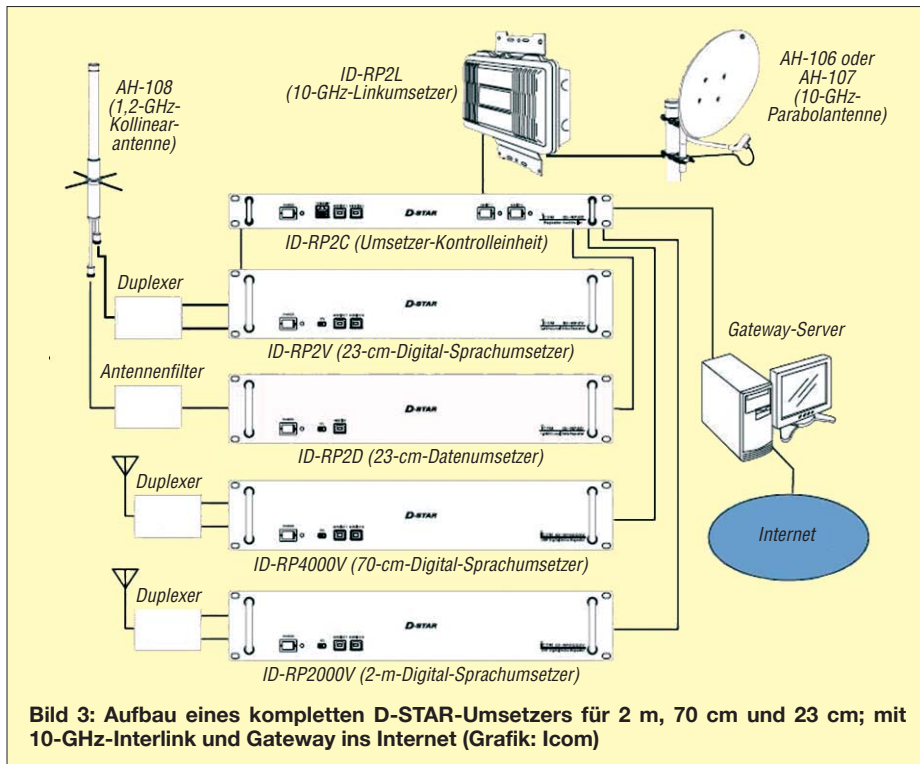 AH-108
(1,2-GHz-
Kollinear-
antenne)
ID-RP2L
(10-GHz-Linkumsetzer)
AH-106 oder
AH-107
(10-GHz-
Parabolantenne)
D-STAR
ID-RP2C (Umsetzer-Kontrolleinheit)
Duplexer
D-STAR
ID-RP2V (23-cm-Digital-Sprachumsetzer)
Gateway-Server
Antennenfilter
D-STAR
ID-RP2D (23-cm-Datenumsetzer)
Duplexer
D-STAR
ID-RP4000V (70-cm-Digital-Sprachumsetzer)
Internet
Duplexer
D-STAR
ID-RP2000V (2-m-Digital-Sprachumsetzer)
Bild 3: Aufbau eines kompletten D-STAR-Umsetzers für 2 m, 70 cm und 23 cm; mit
10-GHz-Interlink und Gateway ins Internet (Grafik: Icom)